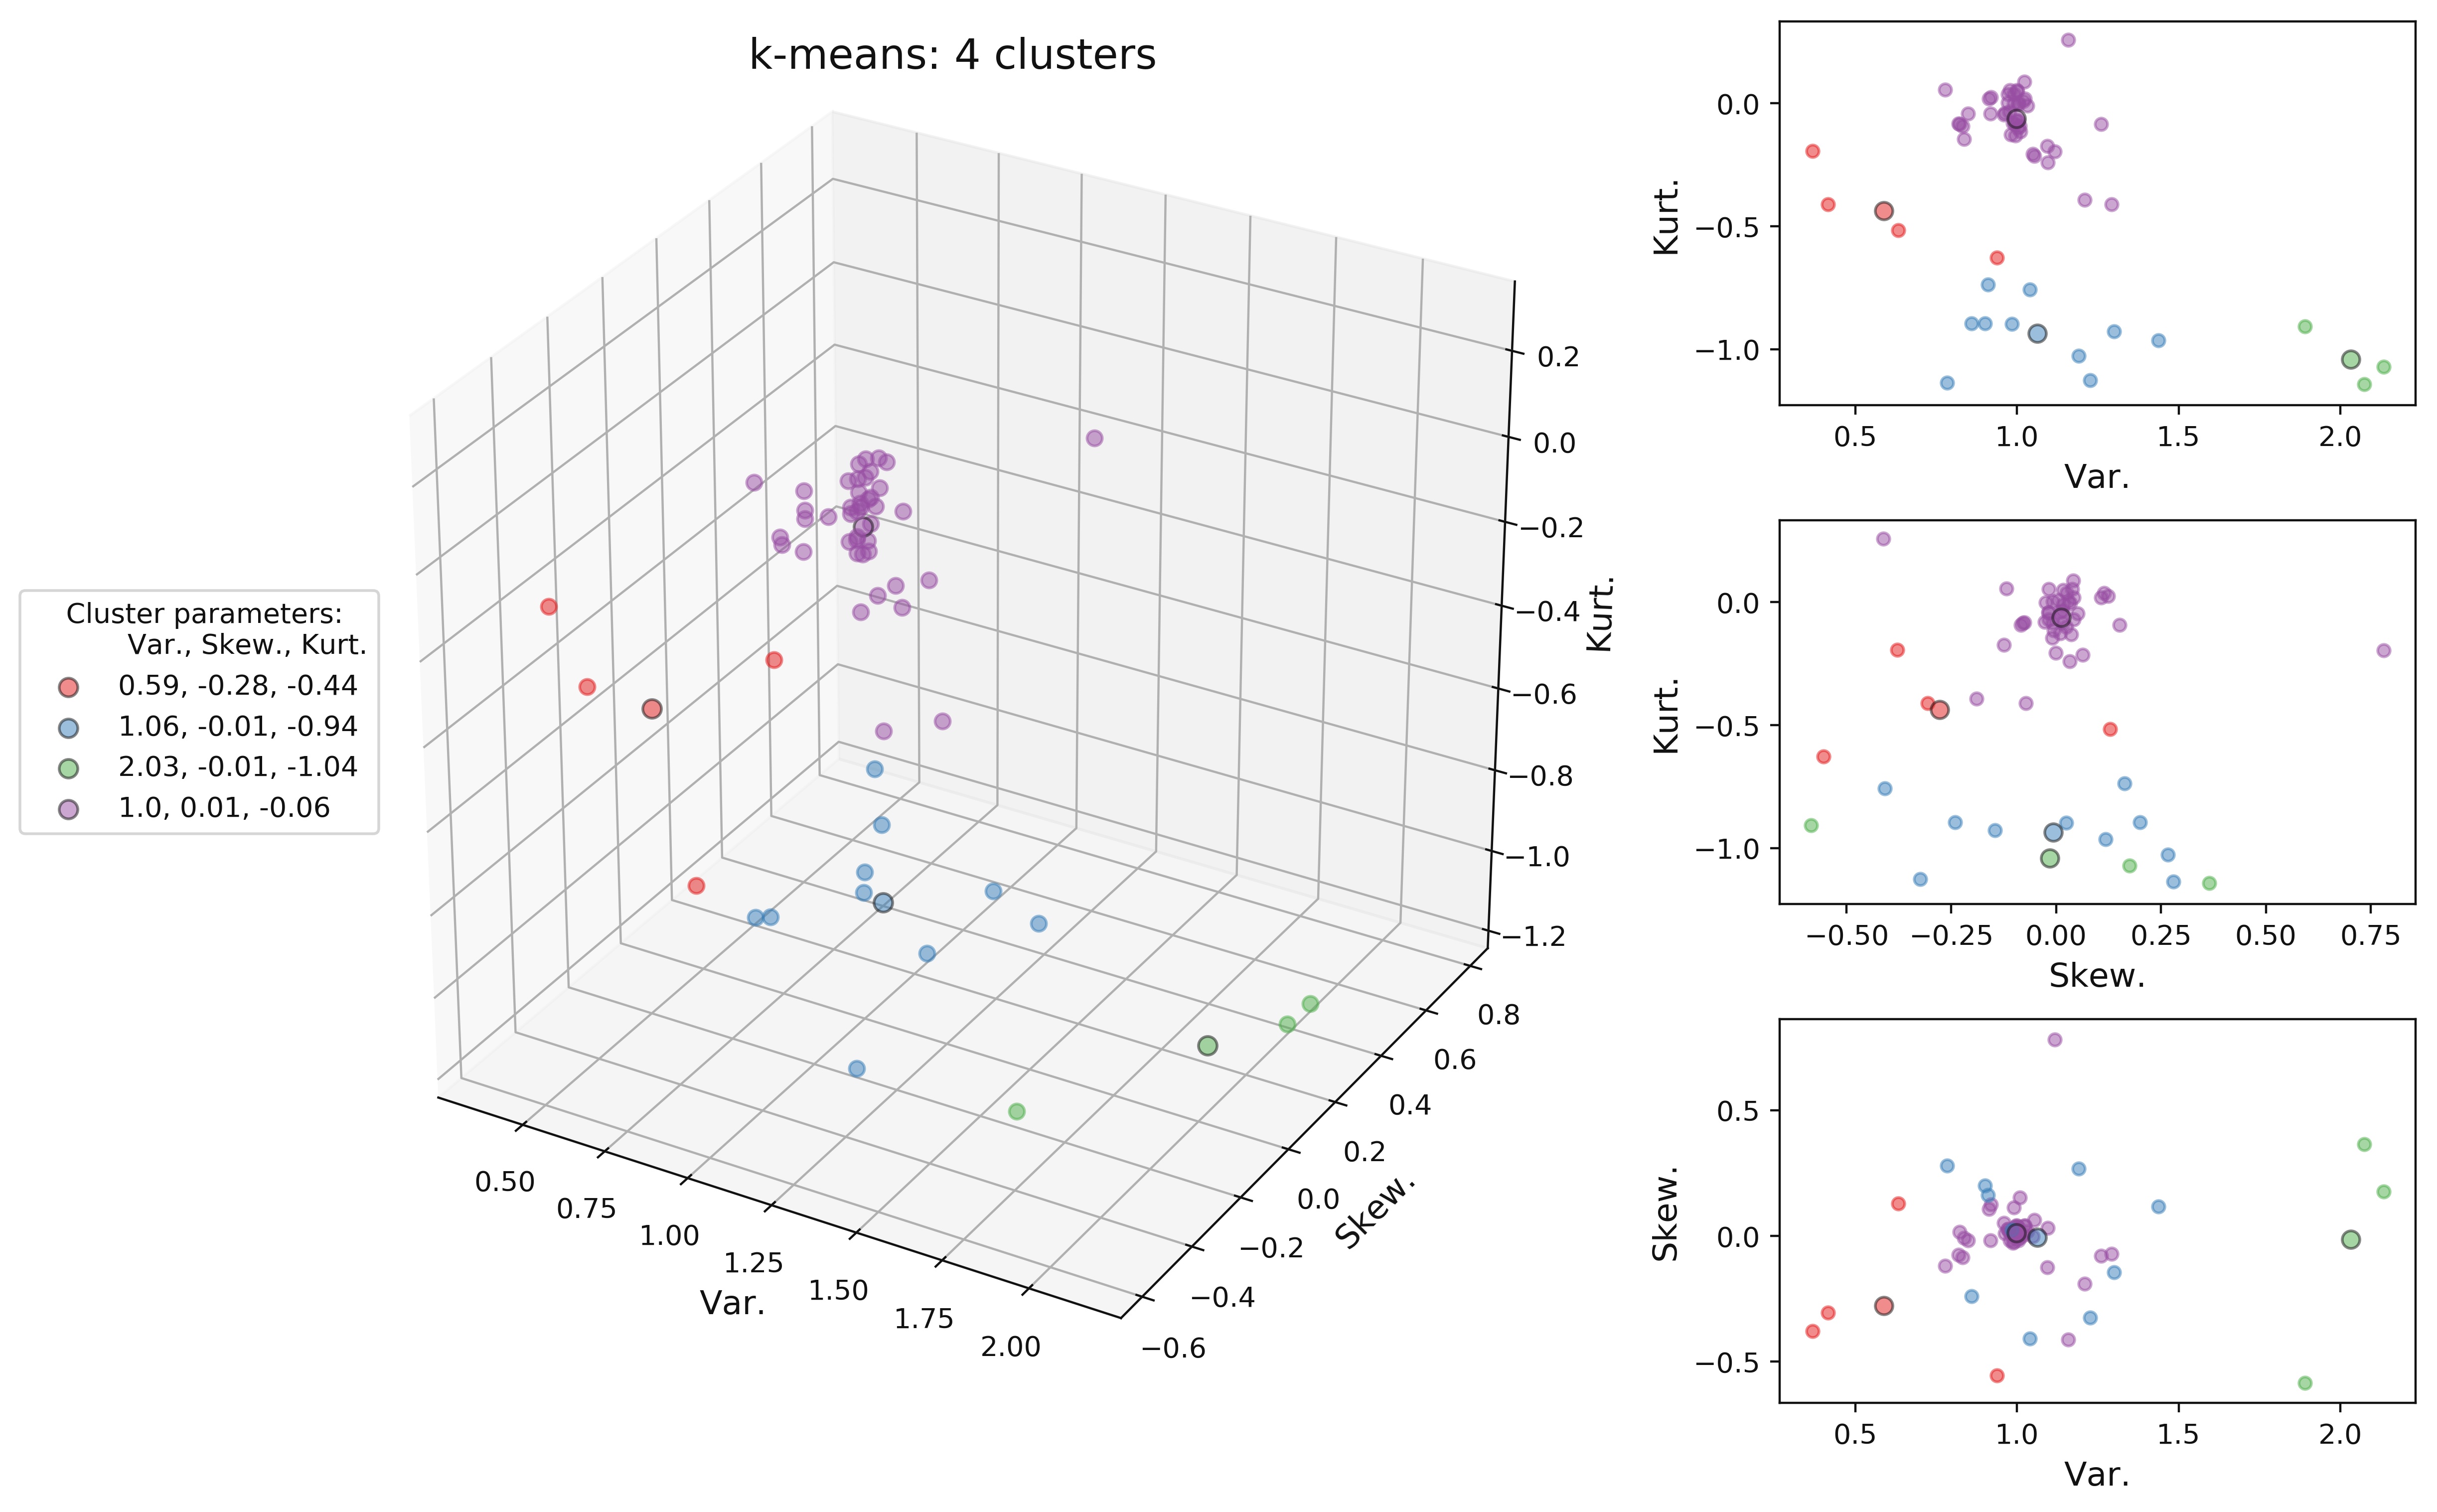 k-means: 4 clusters
Cluster parameters:
Var., Skew., Kurt.
0.59, -0.28, -0.44
1.06, -0.01, -0.94
2.03, -0.01, -1.04
1.0, 0.01, -0.06
0.50
0.75
1.00
1.25
1.50
1.75
2.00
Var.
−0.6
−0.4
−0.2
0.0
0.2
0.4
0.6
0.8
Skew.
0.2
0.0
−0.2
−0.4
−0.6
−0.8
−1.0
−1.2
Kurt.
0.0
−0.5
−1.0
Kurt.
0.5 1.0 1.5 2.0
Var.
0.0
−0.5
−1.0
Kurt.
−0.50 −0.25 0.00 0.25 0.50 0.75
Skew.
0.5
0.0
−0.5
Skew.
0.5 1.0 1.5 2.0
Var.